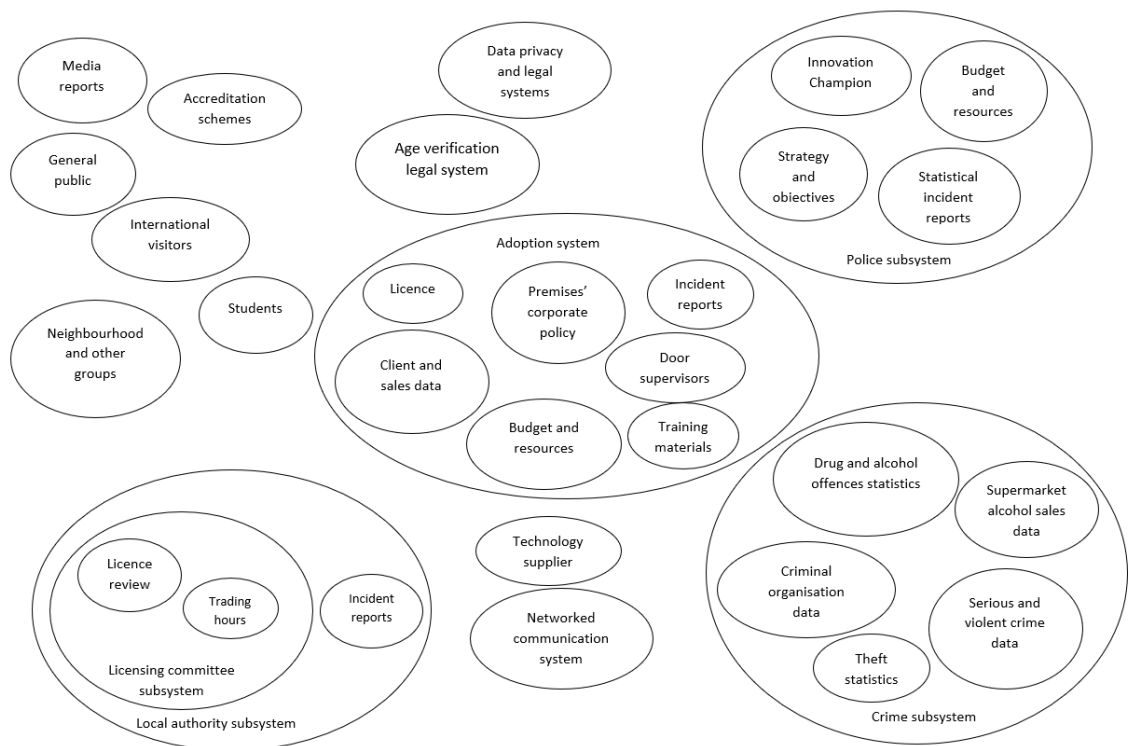 Media
reports
Accreditation
schemes
General
public
International
visitors
Students
Neighbourhood
and other
groups
Data privacy
and legal
systems
Age verification
legal system
Innovation
Champion
Budget
and
resources
Strategy
and
objectives
Statistical
incident
reports
Police subsystem
Adoption system
Licence
Premises’
corporate
policy
Incident
reports
Client and
sales data
Door
supervisors
Budget and
resources
Training
materials
Licence
review
Trading
hours
Incident
reports
Licensing committee
subsystem
Local authority subsystem
Technology
supplier
Networked
communication
system
Drug and alcohol
offences statistics
Supermarket
alcohol sales
data
Criminal
organisation
data
Serious and
violent crime
data
Theft
statistics
Crime subsystem